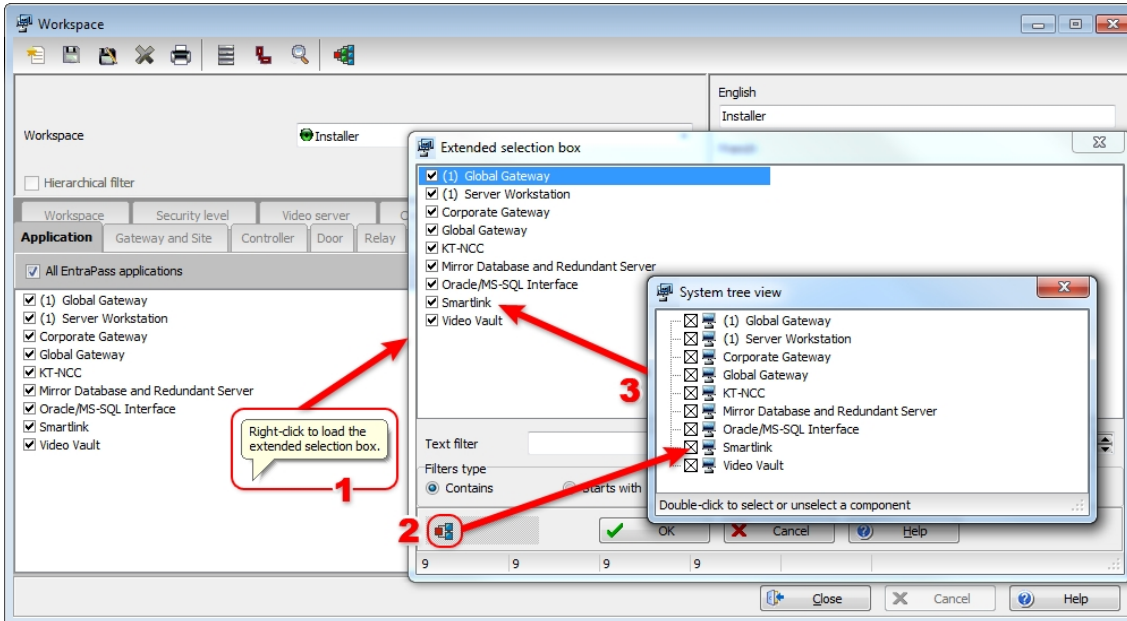 Workspace
English
Installer
Workspace
Installer
Hierarchical filter
Workspace
Security level
Video server
Application
Gateway and Site
Controller
Door
Relay
All EntraPass applications
(1) Global Gateway
(1) Server Workstation
Corporate Gateway
Global Gateway
KT-NCC
Mirror Database and Redundant Server
Oracle/MS-SQL Interface
Smartlink
Video Vault
Right-click to load the
extended selection box.
1
Extended selection box
(1) Global Gateway
(1) Server Workstation
Corporate Gateway
Global Gateway
KT-NCC
Mirror Database and Redundant Server
Oracle/MS-SQL Interface
Smartlink
Video Vault
3
Text filter
Filters type
Contains
Starts with
2
OK
Cancel
Help
9
9
9
9
System tree view
(1) Global Gateway
(1) Server Workstation
Corporate Gateway
Global Gateway
KT-NCC
Mirror Database and Redundant Server
Oracle/MS-SQL Interface
Smartlink
Video Vault
Double-click to select or unselect a component
Close
Cancel
Help